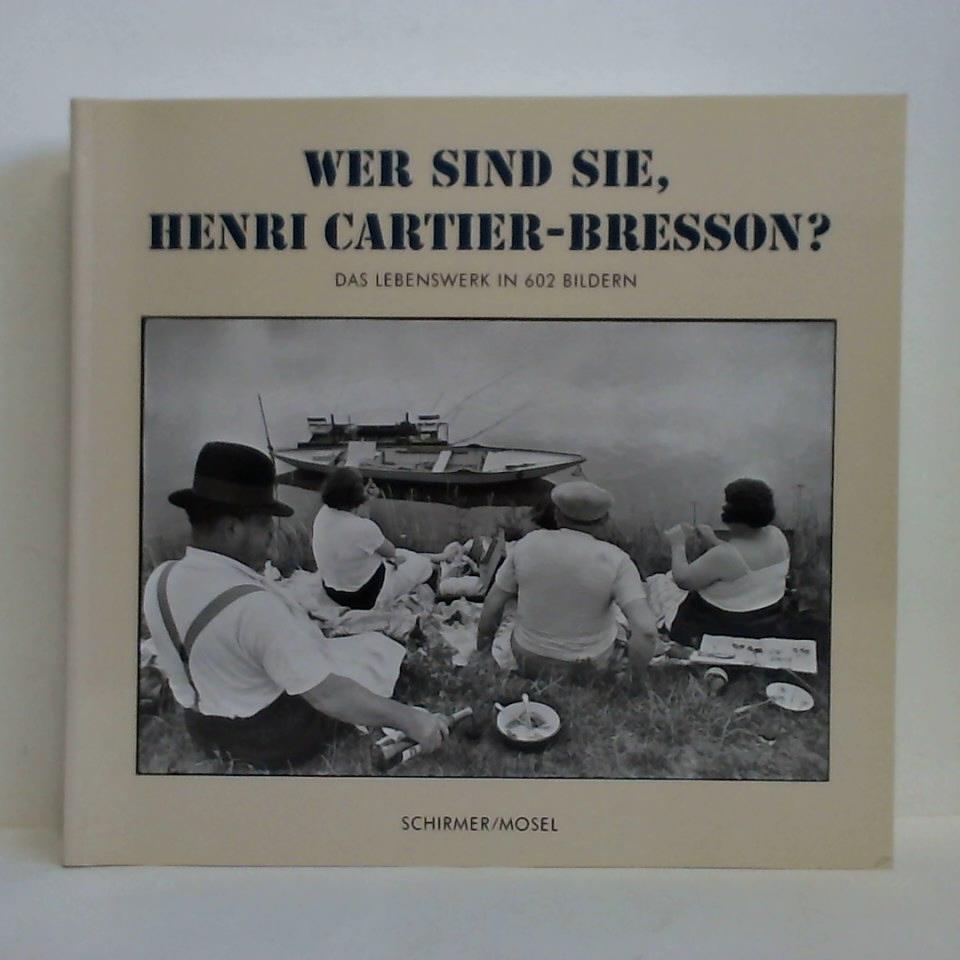 WER SIND SIE,
HENRI CARTIER-BRESSON?
DAS LEBENSWERK IN 602 BILDERN
SCHIRMER/MOSEL